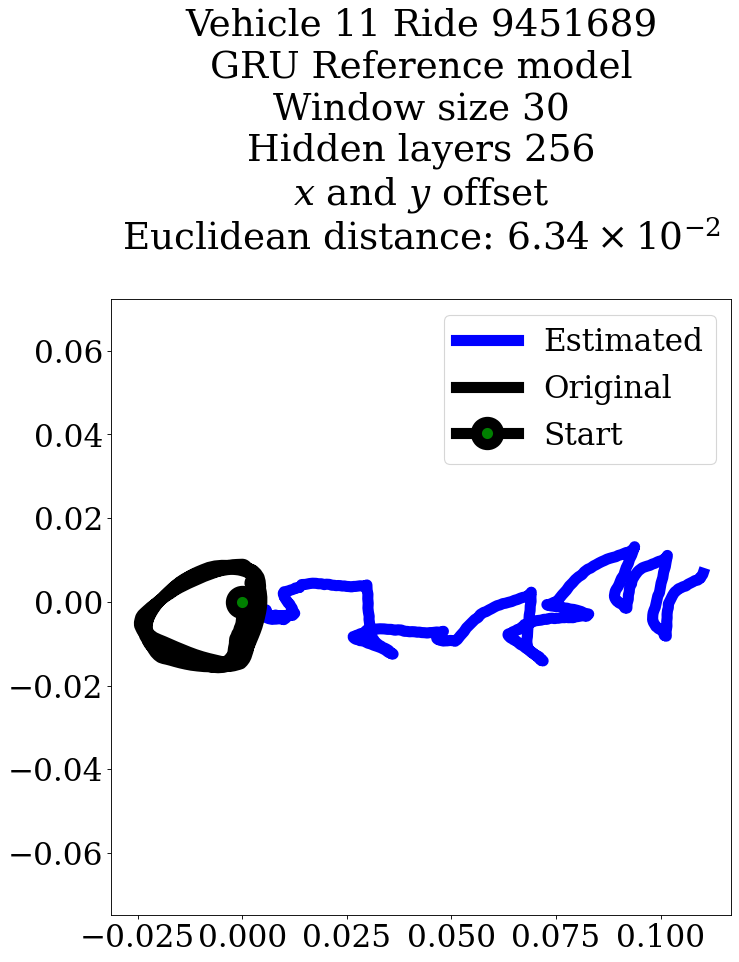 Vehicle 11 Ride 9451689
GRU Reference model
Window size 30
Hidden layers 256
x and y offset
Euclidean distance: 6.34 × 10⁻²
Estimated
Original
Start
0.06
0.04
0.02
0.00
−0.02
−0.04
−0.06
−0.025 0.000 0.025 0.050 0.075 0.100